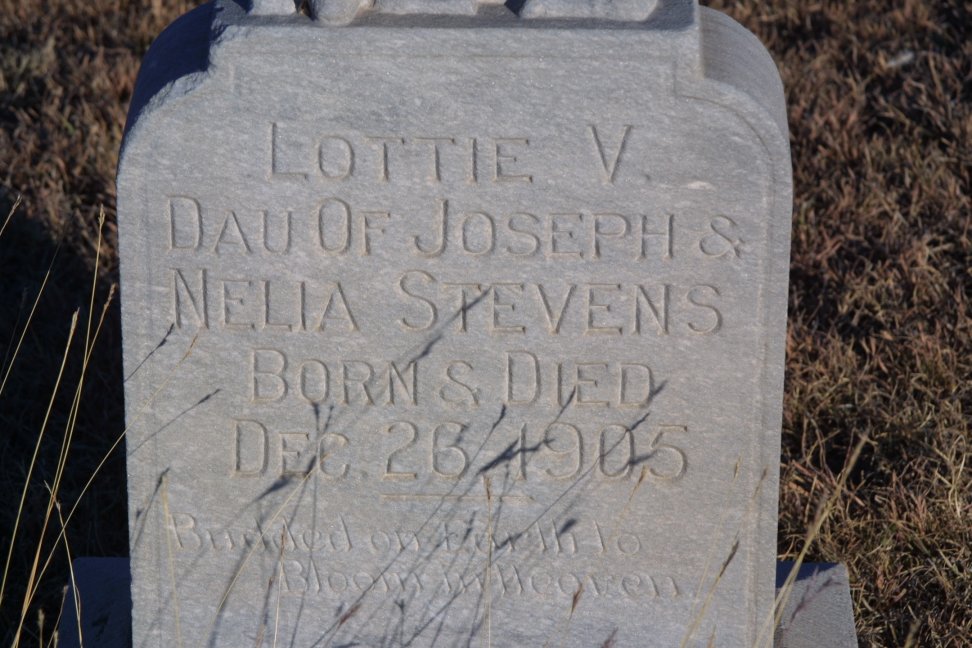 LOTTIE V.
DAU OF JOSEPH &
NELIA STEVENS
BORN & DIED
DEC. 26, 1905
Budded on Earth to
Bloom in Heaven.